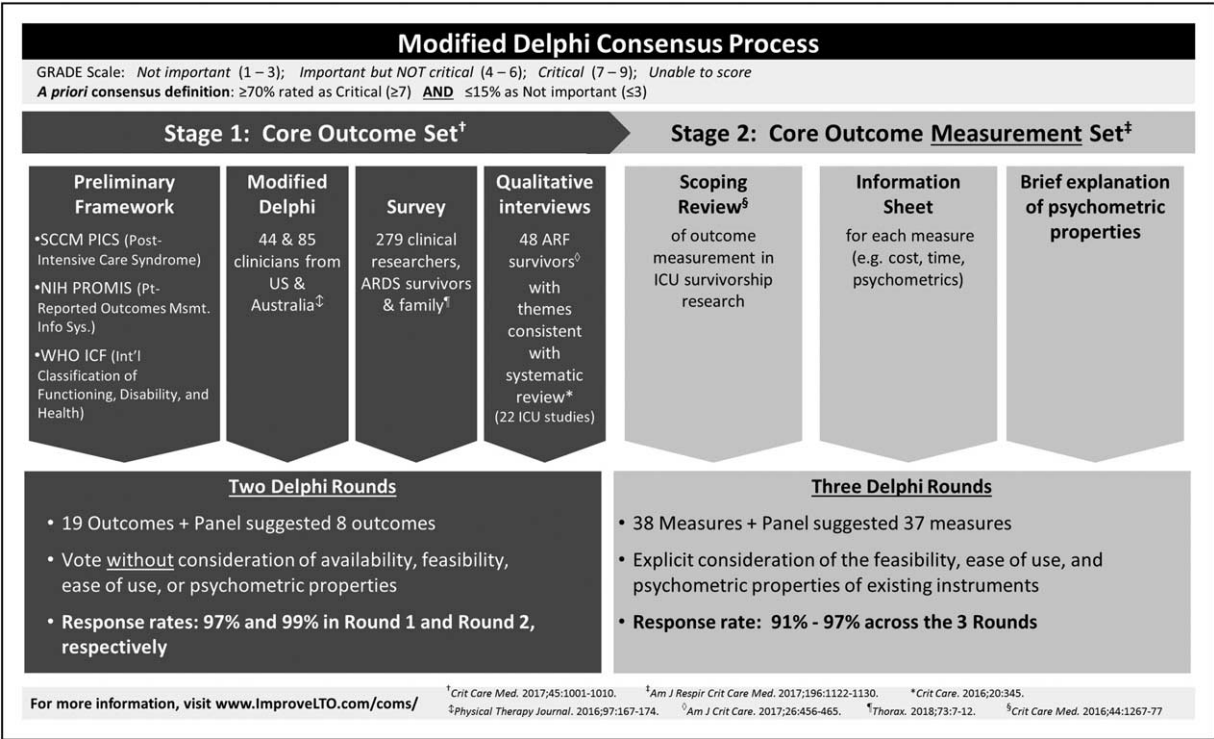 Modified Delphi Consensus Process
GRADE Scale: Not important (1 – 3); Important but NOT critical (4 – 6); Critical (7 – 9); Unable to score
A priori consensus definition: ≥70% rated as Critical (≥7) AND ≤15% as Not important (≤3)
Stage 1: Core Outcome Set†
Stage 2: Core Outcome Measurement Set‡
Preliminary
Framework
•SCCM PICS (Post-
Intensive Care Syndrome)
•NIH PROMIS (Pt-
Reported Outcomes Msmt.
Info Sys.)
•WHO ICF (Int'l
Classification of
Functioning, Disability, and
Health)
Modified
Delphi
44 & 85
clinicians from
US &
Australia↕
Survey
279 clinical
researchers,
ARDS survivors
& family¶
Qualitative
interviews
48 ARF
survivors◊
with
themes
consistent
with
systematic
review*
(22 ICU studies)
Scoping
Review§
of outcome
measurement in
ICU survivorship
research
Information
Sheet
for each measure
(e.g. cost, time,
psychometrics)
Brief explanation
of psychometric
properties
Two Delphi Rounds
• 19 Outcomes + Panel suggested 8 outcomes
• Vote without consideration of availability, feasibility,
ease of use, or psychometric properties
• Response rates: 97% and 99% in Round 1 and Round 2,
respectively
Three Delphi Rounds
• 38 Measures + Panel suggested 37 measures
• Explicit consideration of the feasibility, ease of use, and
psychometric properties of existing instruments
• Response rate: 91% - 97% across the 3 Rounds
For more information, visit www.ImproveLTO.com/coms/
†Crit Care Med. 2017;45:1001-1010. ‡Am J Respir Crit Care Med. 2017;196:1122-1130. *Crit Care. 2016;20:345.
↕Physical Therapy Journal. 2016;97:167-174. ◊Am J Crit Care. 2017;26:456-465. ¶Thorax. 2018;73:7-12. §Crit Care Med. 2016;44:1267-77